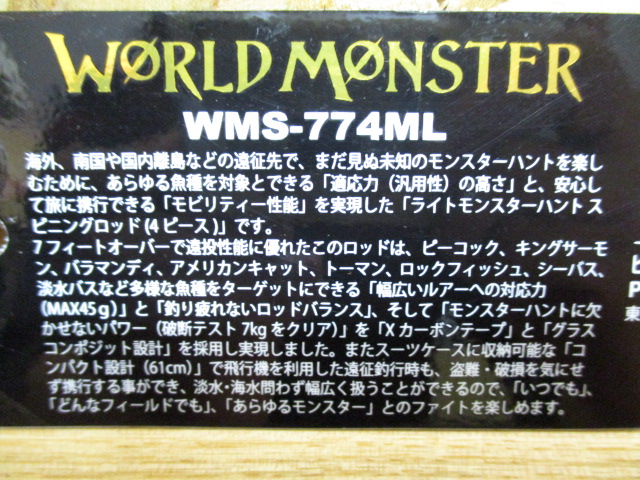 WØRLD MØNSTER
WMS-774ML
海外、南国や国内離島などの遠征先で、まだ見ぬ未知のモンスターハントを楽し
むために、あらゆる魚種を対象とできる「適応力（汎用性）の高さ」と、安心し
て旅に携行できる「モビリティー性能」を実現した「ライトモンスターハント ス
ピニングロッド(4ピース)」です。
7フィートオーバーで遠投性能に優れたこのロッドは、ピーコック、キングサーモ
ン、バラマンディ、アメリカンキャット、トーマン、ロックフィッシュ、シーバス、
淡水バスなど多様な魚種をターゲットにできる「幅広いルアーへの対応力
(MAX45g)」と「釣り疲れないロッドバランス」、そして「モンスターハントに欠
かせないパワー（破断テスト7kgをクリア）」を「Xカーボンテープ」と「グラス
コンポジット設計」を採用し実現しました。またスーツケースに収納可能な「コ
ンパクト設計（61cm）」で飛行機を利用した遠征釣行時も、盗難・破損を気にせ
ず携行する事ができ、淡水・海水問わず幅広く扱うことができるので、「いつでも」、
「どんなフィールドでも」、「あらゆるモンスター」とのファイトを楽しめます。
ピ
P
東